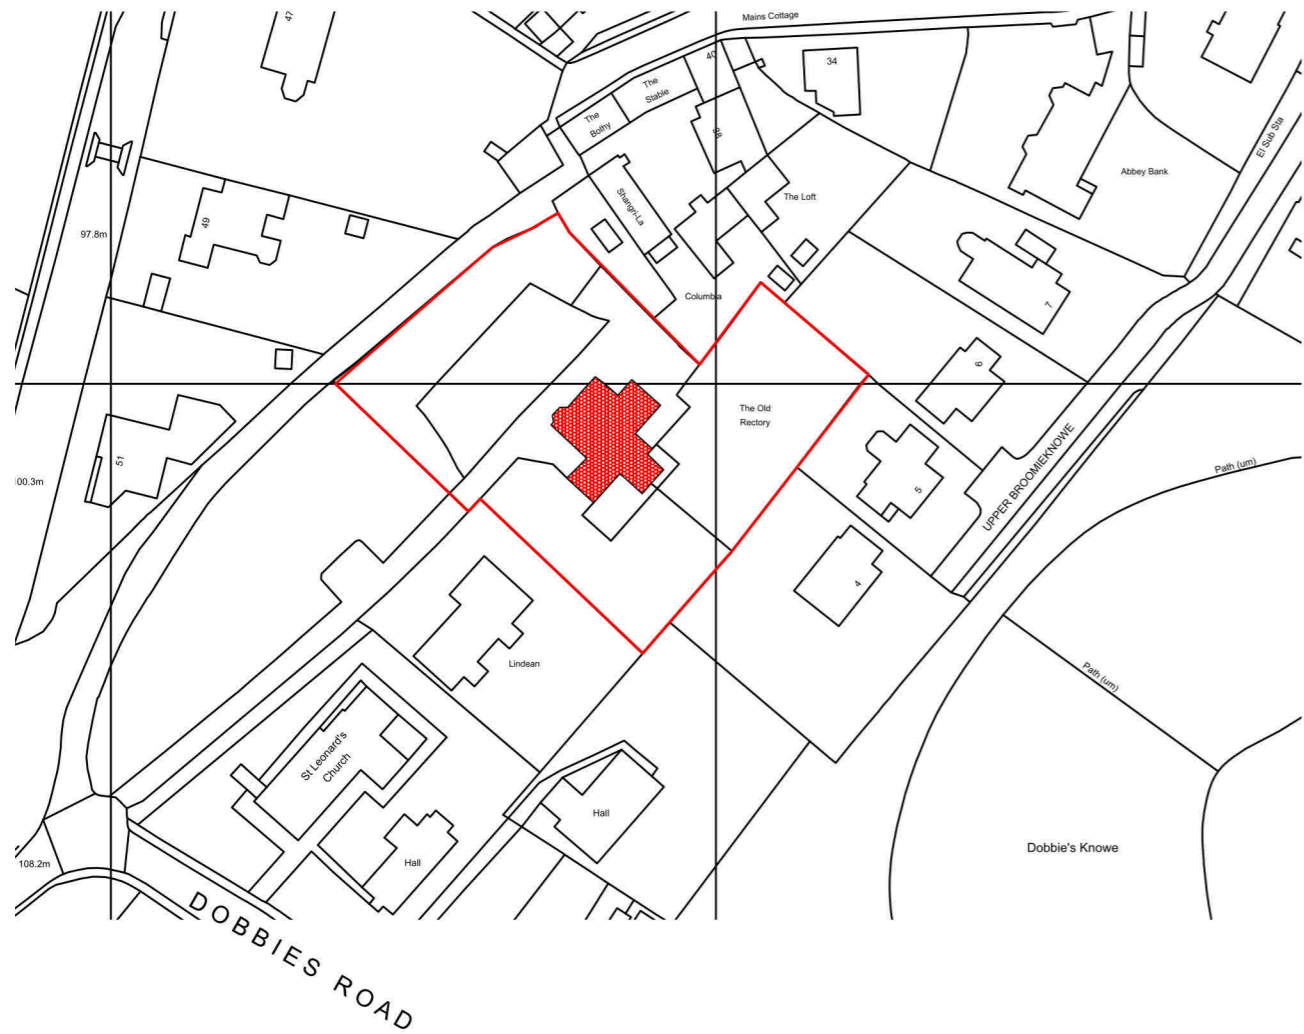 47
Mains Cottage
40
34
The
Stable
The
Bothy
38
El Sub Sta
Abbey Bank
Shangri-La
The Loft
49
97.8m
Columbia
7
6
The Old
Rectory
51
00.3m
5
UPPER BROOMIEKNOWE
Path (um)
4
Lindean
Path (um)
St Leonard's
Church
Hall
Hall
Dobbie's Knowe
108.2m
DOBBIES ROAD